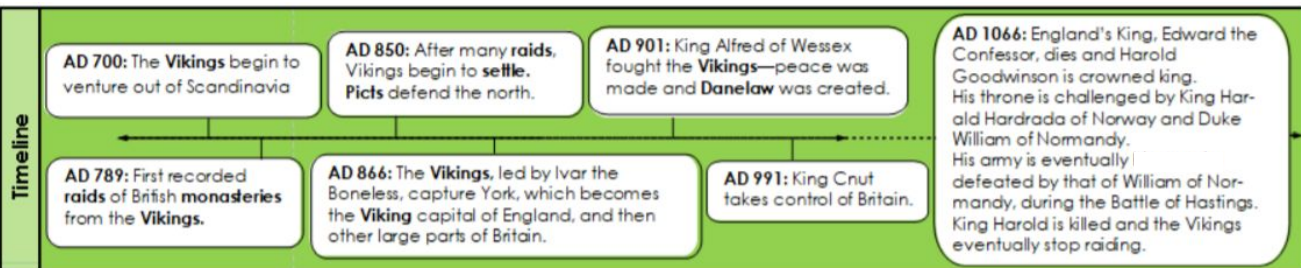 Timeline
AD 700: The Vikings begin to
venture out of Scandinavia
AD 789: First recorded
raids of British monasteries
from the Vikings.
AD 850: After many raids,
Vikings begin to settle.
Picts defend the north.
AD 866: The Vikings, led by Ivar the
Boneless, capture York, which becomes
the Viking capital of England, and then
other large parts of Britain.
AD 901: King Alfred of Wessex
fought the Vikings—peace was
made and Danelaw was created.
AD 991: King Cnut
takes control of Britain.
AD 1066: England's King, Edward the
Confessor, dies and Harold
Goodwinson is crowned king.
His throne is challenged by King Har-
ald Hardrada of Norway and Duke
William of Normandy.
His army is eventually
defeated by that of William of Nor-
mandy, during the Battle of Hastings.
King Harold is killed and the Vikings
eventually stop raiding.